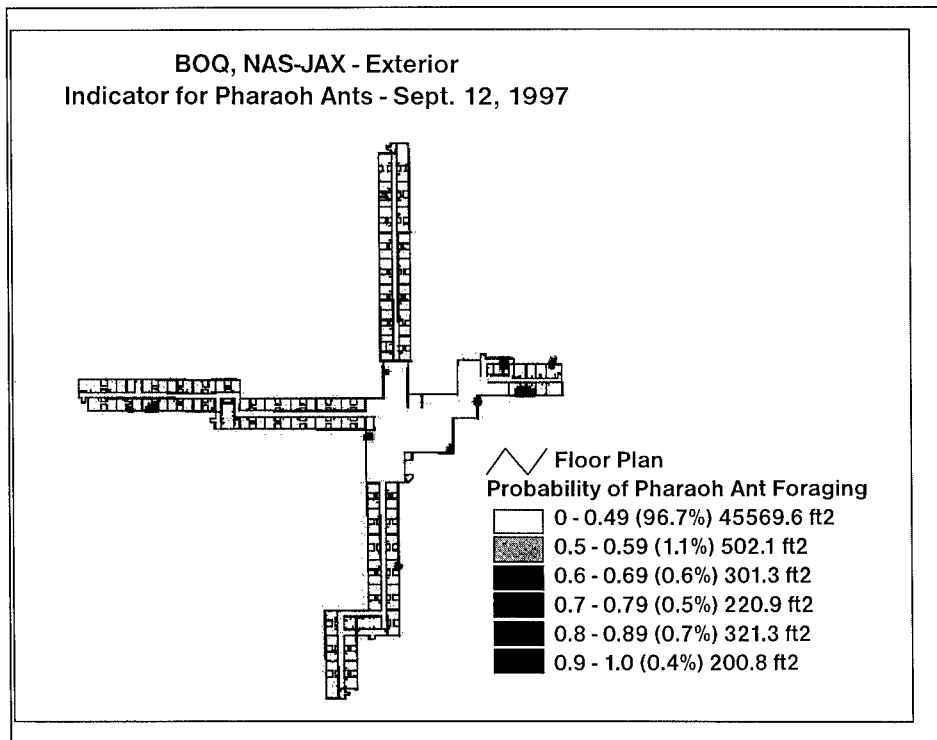 BOQ, NAS-JAX - Exterior
Indicator for Pharaoh Ants - Sept. 12, 1997
Floor Plan
Probability of Pharaoh Ant Foraging
0 - 0.49 (96.7%) 45569.6 ft2
0.5 - 0.59 (1.1%) 502.1 ft2
0.6 - 0.69 (0.6%) 301.3 ft2
0.7 - 0.79 (0.5%) 220.9 ft2
0.8 - 0.89 (0.7%) 321.3 ft2
0.9 - 1.0 (0.4%) 200.8 ft2